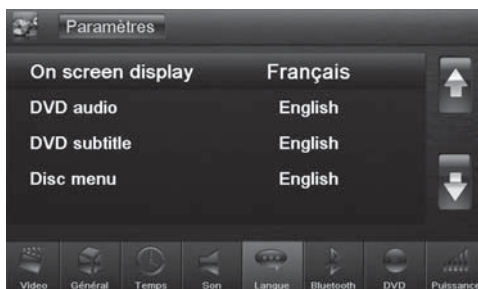 Paramètres
On screen display Français
DVD audio English
DVD subtitle English
Disc menu English
Video Général Temps Son Langue Bluetooth DVD Puissance